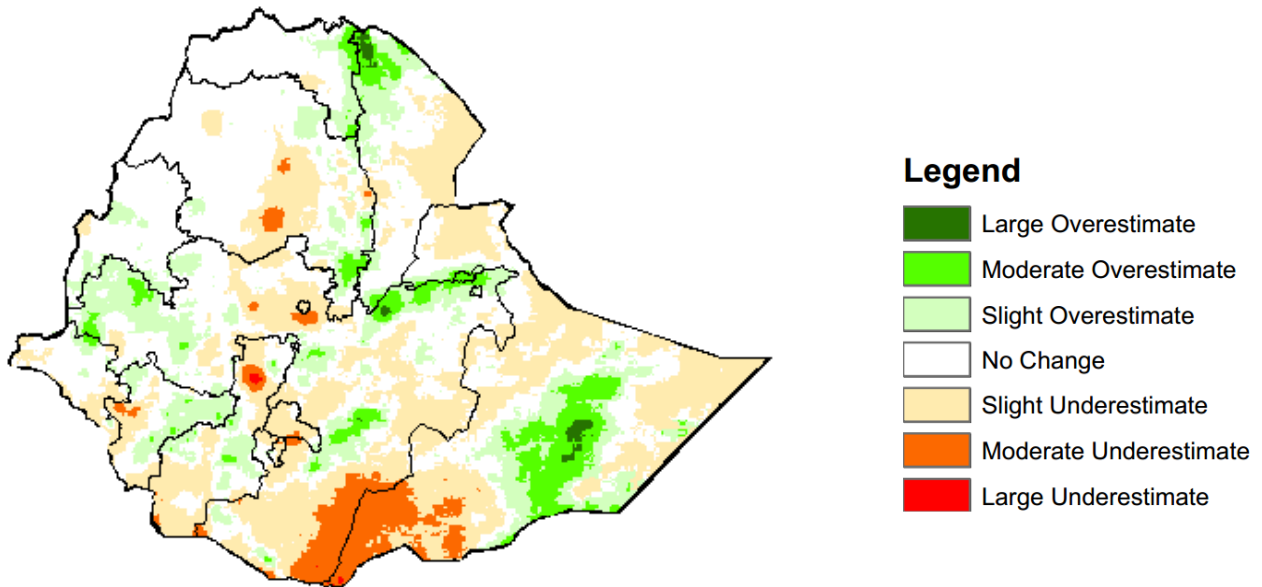 Legend
Large Overestimate
Moderate Overestimate
Slight Overestimate
No Change
Slight Underestimate
Moderate Underestimate
Large Underestimate